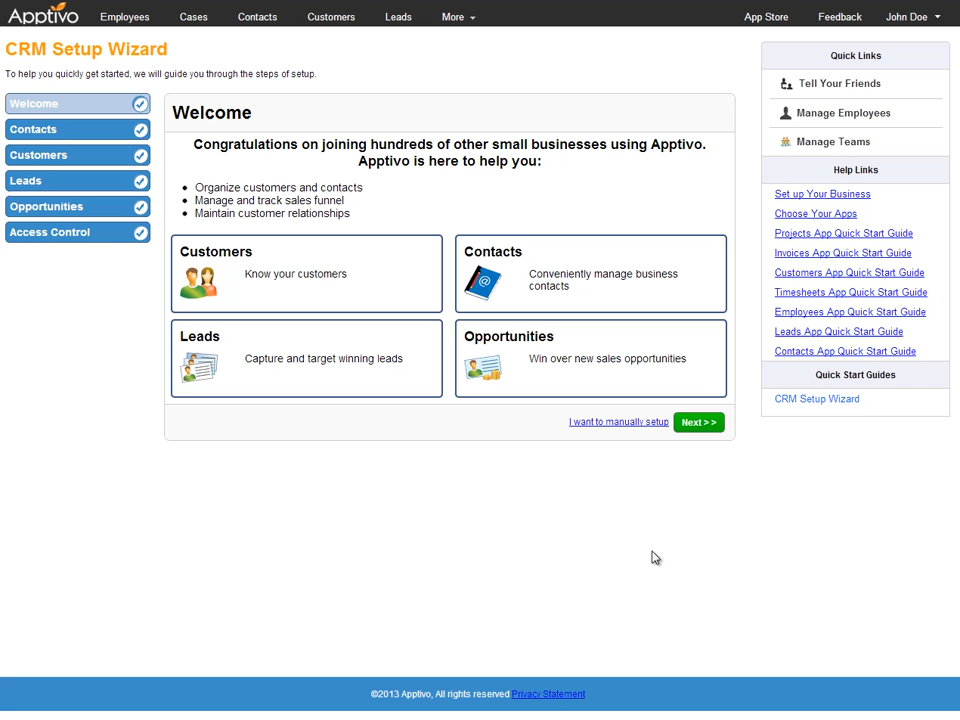 Apptivo Employees Cases Contacts Customers Leads More App Store Feedback John Doe
CRM Setup Wizard
To help you quickly get started, we will guide you through the steps of setup.
Welcome
Contacts
Customers
Leads
Opportunities
Access Control
Welcome
Congratulations on joining hundreds of other small businesses using Apptivo.
Apptivo is here to help you:
Organize customers and contacts
Manage and track sales funnel
Maintain customer relationships
Customers
Know your customers
Contacts
Conveniently manage business
contacts
Leads
Capture and target winning leads
Opportunities
Win over new sales opportunities
I want to manually setup Next > >
Quick Links
Tell Your Friends
Manage Employees
Manage Teams
Help Links
Set up Your Business
Choose Your Apps
Projects App Quick Start Guide
Invoices App Quick Start Guide
Customers App Quick Start Guide
Timesheets App Quick Start Guide
Employees App Quick Start Guide
Leads App Quick Start Guide
Contacts App Quick Start Guide
Quick Start Guides
CRM Setup Wizard
©2013 Apptivo, All rights reserved Privacy Statement